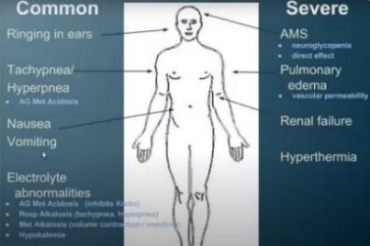 Common
Ringing in ears
Tachypnea/
Hyperpnea
• AG Met Acidosis
Nausea
Vomiting
Electrolyte
abnormalities
• AG Met Acidosis (inhibits Krebs)
• Resp Alkalosis (tachypnea, hyperpnea)
• Met Alkalosis (volume contraction / vomiting)
• Hypokalemia
Severe
AMS
• neuroglycopenia
• direct effect
Pulmonary
edema
• vascular permeability
Renal failure
Hyperthermia